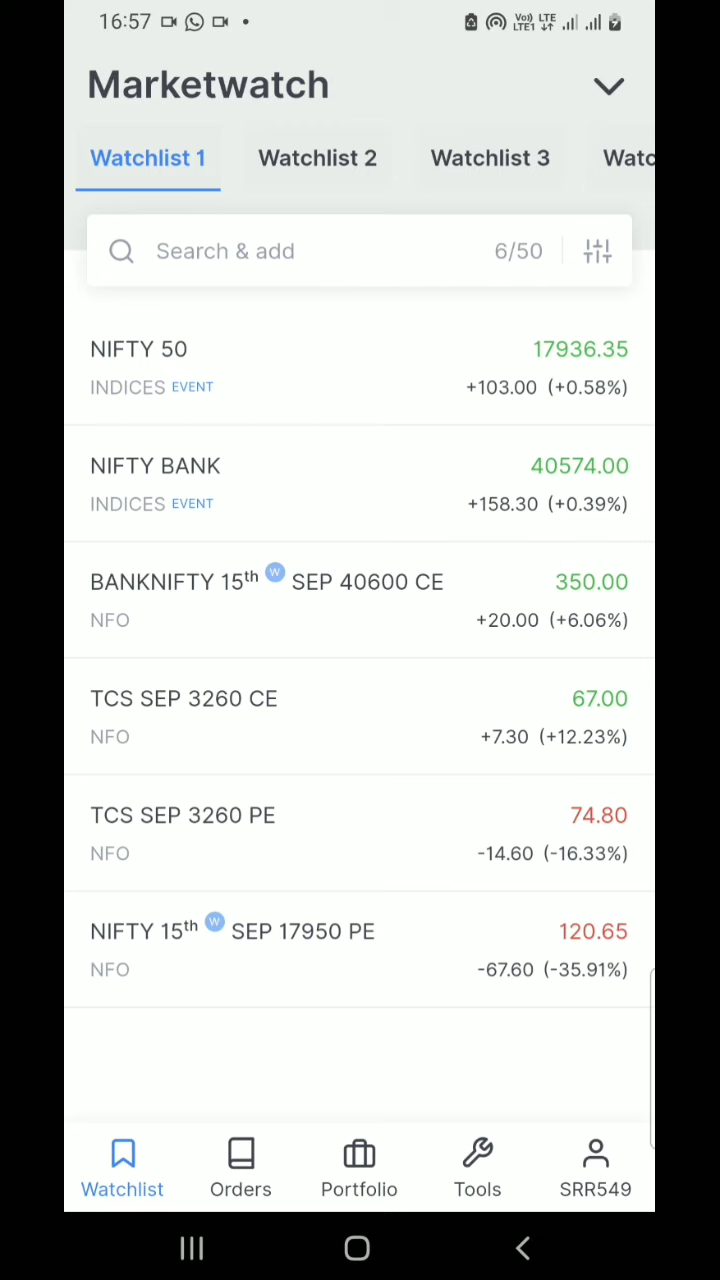 16:57 Vo)) LTE1 LTE
Marketwatch
Watchlist 1 Watchlist 2 Watchlist 3 Watc
Search & add 6/50
NIFTY 50 17936.35
INDICES EVENT +103.00 (+0.58%)
NIFTY BANK 40574.00
INDICES EVENT +158.30 (+0.39%)
BANKNIFTY 15th W SEP 40600 CE 350.00
NFO +20.00 (+6.06%)
TCS SEP 3260 CE 67.00
NFO +7.30 (+12.23%)
TCS SEP 3260 PE 74.80
NFO -14.60 (-16.33%)
NIFTY 15th W SEP 17950 PE 120.65
NFO -67.60 (-35.91%)
Watchlist Orders Portfolio Tools SRR549